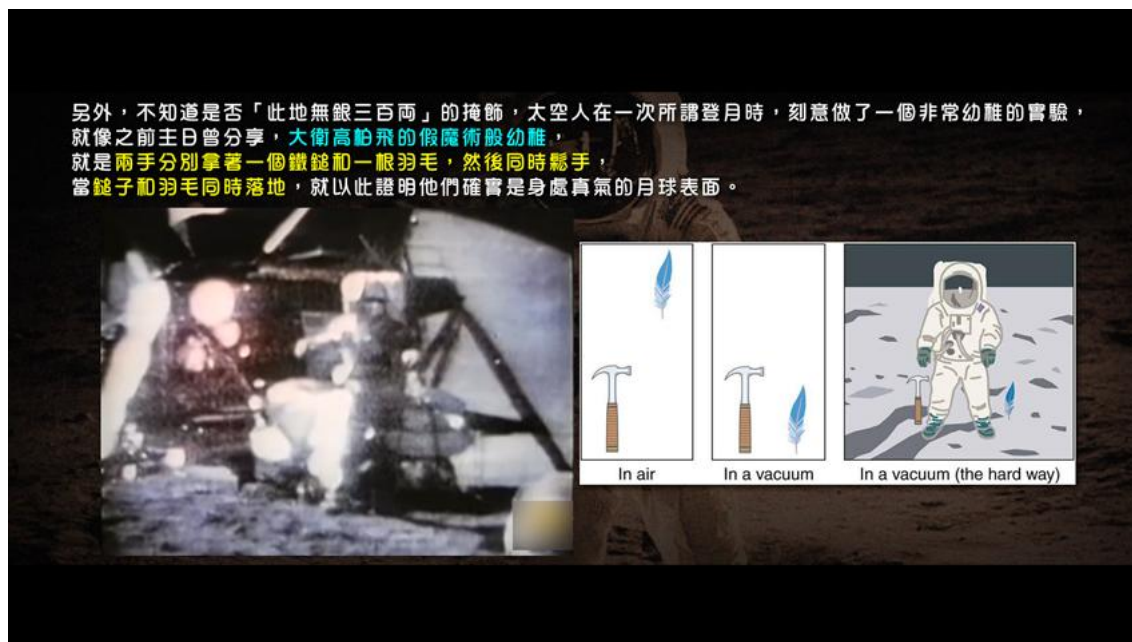 另外，不知道是否「此地無銀三百両」的掩飾，太空人在一次所謂登月時，刻意做了一個非常幼稚的實驗，
就像之前主日曾分享，大衛高柏飛的假魔術般幼稚，
就是兩手分別拿著一個鐵鎚和一根羽毛，然後同時鬆手，
當鎚子和羽毛同時落地，就以此證明他們確實是身處真氣的月球表面。
In air
In a vacuum
In a vacuum (the hard way)